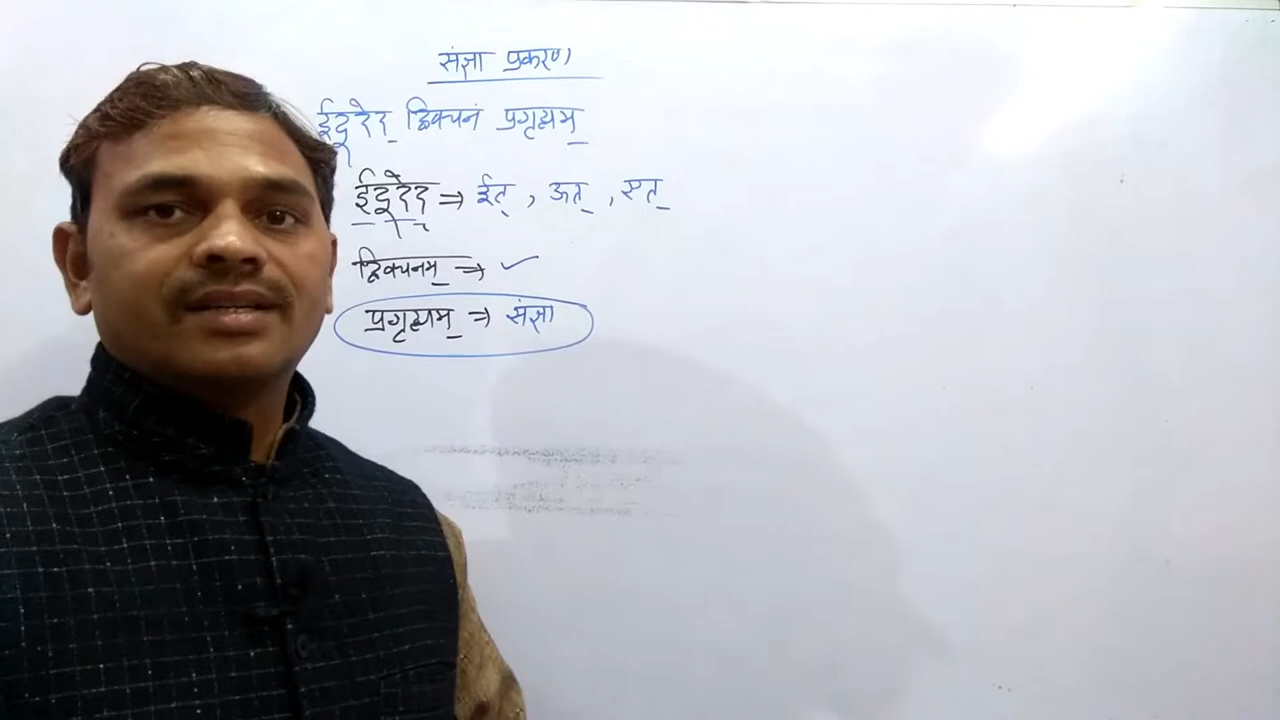 संज्ञा प्रकरण
ईदूदेद् द्विवचनं प्रगृह्यम्
ईदूदेद् ⇒ ईत् , ऊत् , एत्
द्विवचनम् ⇒ ✓
प्रगृह्यम् ⇒ संज्ञा